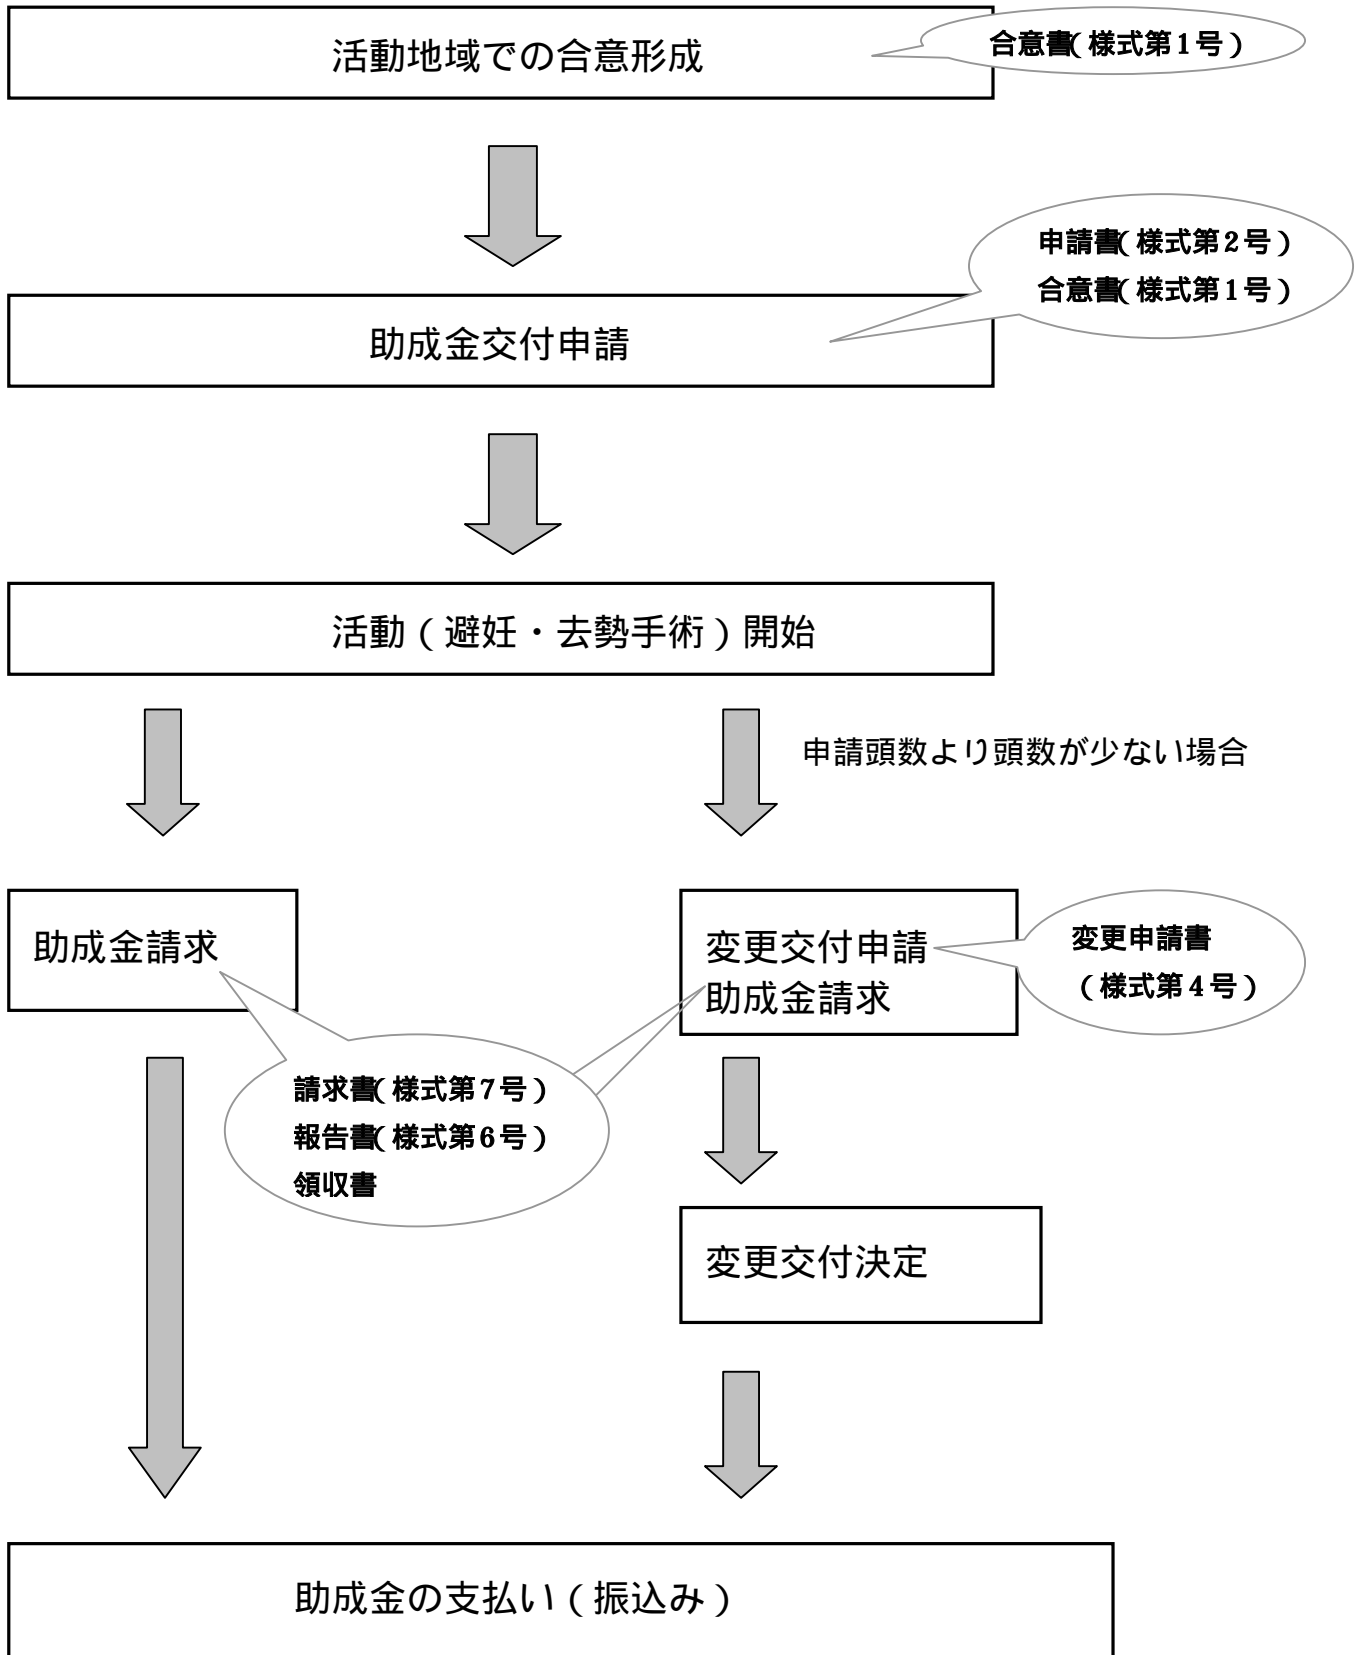 活動地域での合意形成
合意書(様式第1号)
申請書(様式第2号)
合意書(様式第1号)
助成金交付申請
活動(避妊・去勢手術)開始
申請頭数より頭数が少ない場合
助成金請求
変更交付申請
助成金請求
変更申請書
(様式第4号)
請求書(様式第7号)
報告書(様式第6号)
領収書
変更交付決定
助成金の支払い(振込み)